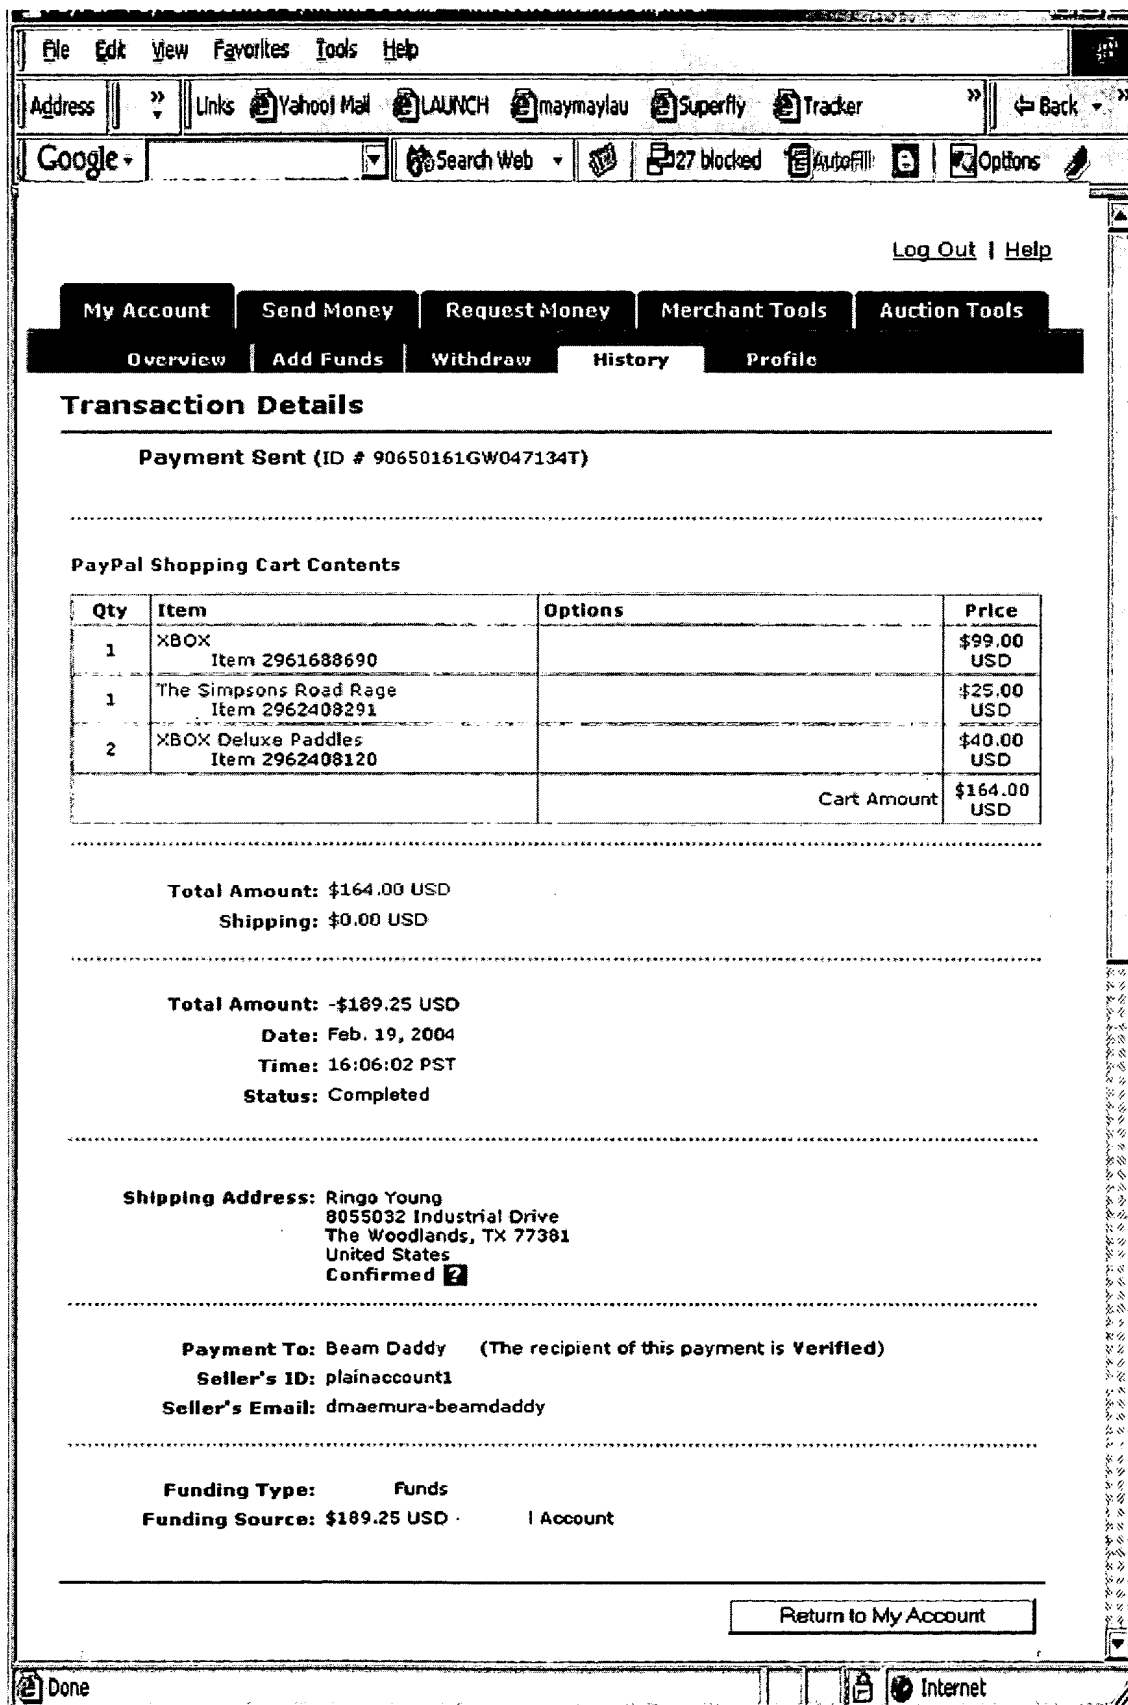 File Edit View Favorites Tools Help
Address » Links Yahoo! Mail LAUNCH maymaylau Superfly Tracker » Back »
Google Search Web 27 blocked AutoFill Options
Log Out | Help
My Account Send Money Request Money Merchant Tools Auction Tools
Overview Add Funds Withdraw History Profile
Transaction Details
Payment Sent (ID # 90650161GW047134T)
PayPal Shopping Cart Contents
Qty Item Options Price
1 XBOX Item 2961688690 $99.00 USD
1 The Simpsons Road Rage Item 2962408291 $25.00 USD
2 XBOX Deluxe Paddles Item 2962408120 $40.00 USD
Cart Amount $164.00 USD
Total Amount: $164.00 USD
Shipping: $0.00 USD
Total Amount: -$189.25 USD
Date: Feb. 19, 2004
Time: 16:06:02 PST
Status: Completed
Shipping Address: Ringo Young
8055032 Industrial Drive
The Woodlands, TX 77381
United States
Confirmed ?
Payment To: Beam Daddy (The recipient of this payment is Verified)
Seller's ID: plainaccount1
Seller's Email: dmaemura-beamdaddy
Funding Type: Funds
Funding Source: $189.25 USD - l Account
Return to My Account
Done Internet